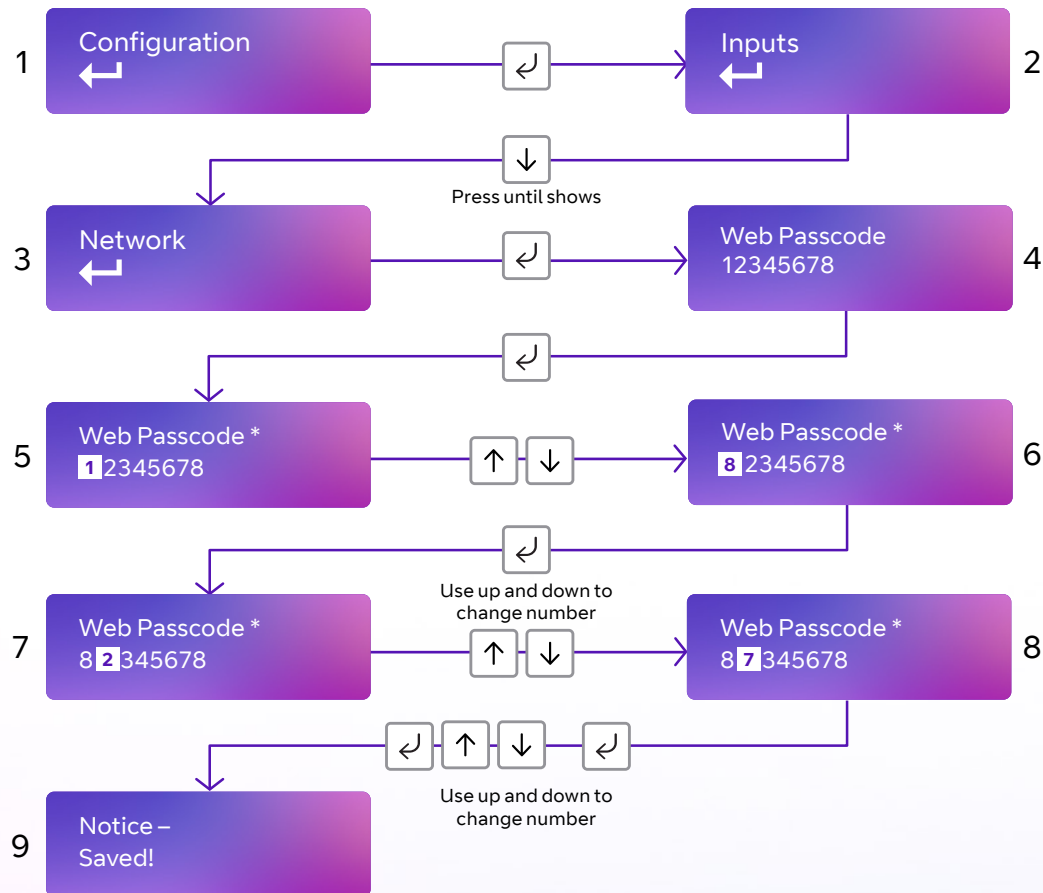 1
Configuration
Inputs
2
Press until shows
3
Network
Web Passcode
12345678
4
5
Web Passcode *
12345678
Web Passcode *
82345678
6
Use up and down to
change number
7
Web Passcode *
82345678
Web Passcode *
87345678
8
Use up and down to
change number
9
Notice –
Saved!